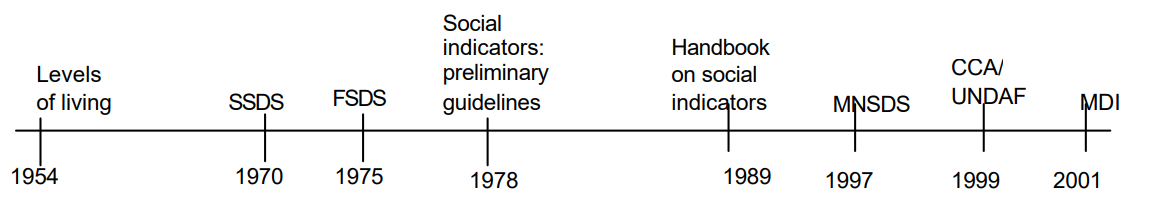 Levels
of living
SSDS
FSDS
Social
indicators:
preliminary
guidelines
Handbook
on social
indicators
MNSDS
CCA/
UNDAF
MDI
1954
1970
1975
1978
1989
1997
1999
2001